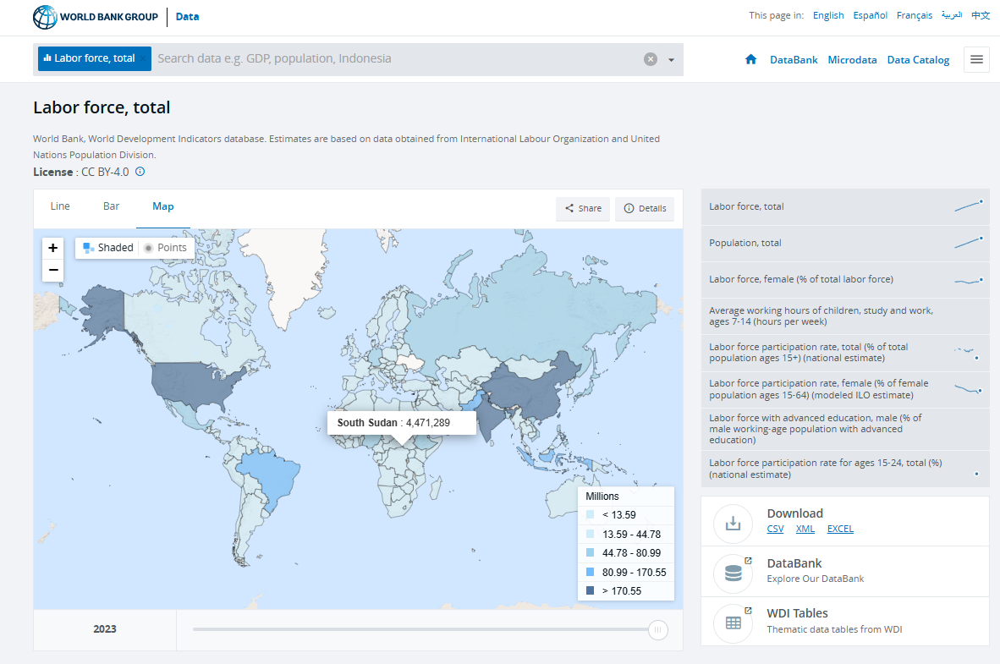 WORLD BANK GROUP
Data
This page in: English Español Français العربية 中文
Labor force, total ×
Search data e.g. GDP, population, Indonesia
DataBank Microdata Data Catalog
Labor force, total
World Bank, World Development Indicators database. Estimates are based on data obtained from International Labour Organization and United
Nations Population Division.
License : CC BY-4.0
Line Bar Map
Share Details
+
−
Shaded Points
South Sudan : 4,471,289
Millions
< 13.59
13.59 - 44.78
44.78 - 80.99
80.99 - 170.55
> 170.55
2023
Labor force, total
Population, total
Labor force, female (% of total labor force)
Average working hours of children, study and work,
ages 7-14 (hours per week)
Labor force participation rate, total (% of total
population ages 15+) (national estimate)
Labor force participation rate, female (% of female
population ages 15-64) (modeled ILO estimate)
Labor force with advanced education, male (% of
male working-age population with advanced
education)
Labor force participation rate for ages 15-24, total (%)
(national estimate)
Download
CSV XML EXCEL
DataBank
Explore Our DataBank
WDI Tables
Thematic data tables from WDI